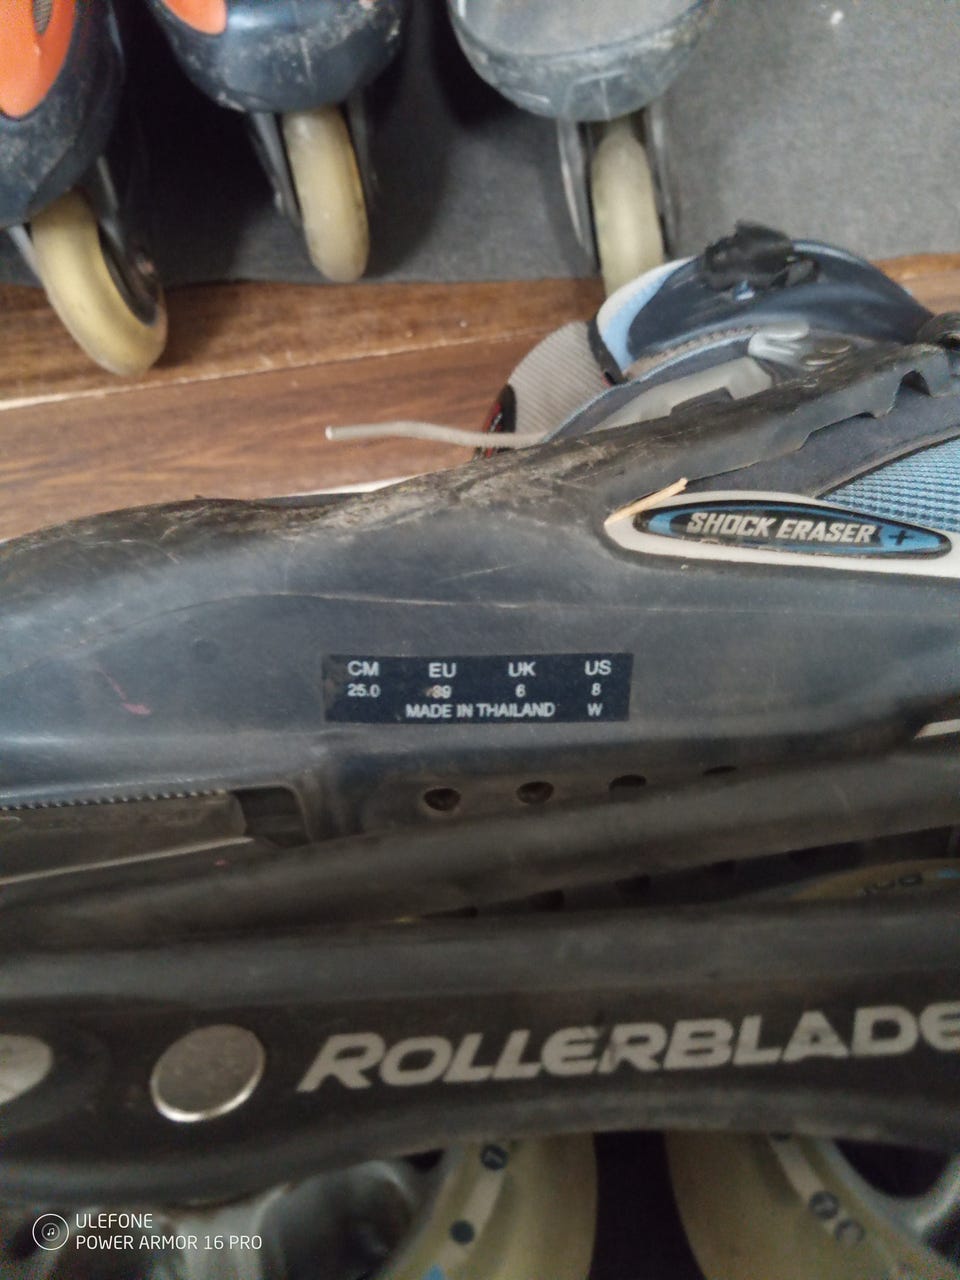 SHOCK ERASER +
CM EU UK US
25.0 39 6 8
MADE IN THAILAND W
ROLLERBLADE
ULEFONE
POWER ARMOR 16 PRO